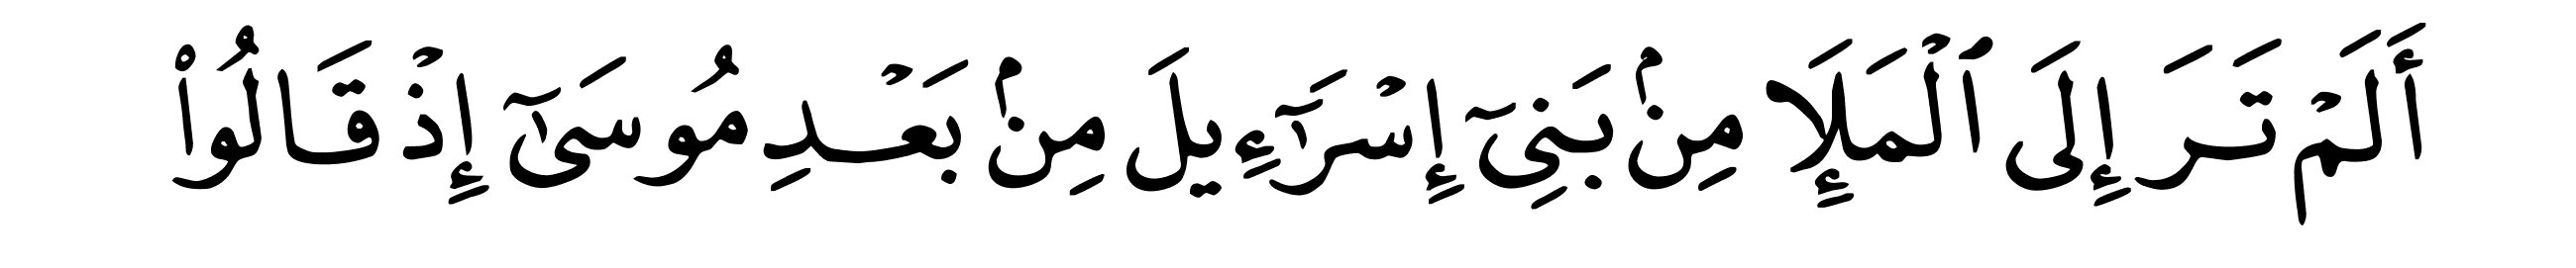 أَلَمۡ تَرَ إِلَى ٱلۡمَلَإِ مِنۢ بَنِيٓ إِسۡرَٰٓءِيلَ مِنۢ بَعۡدِ مُوسَىٰٓ إِذۡ قَالُواْ